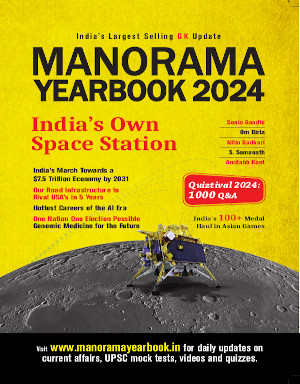 India's Largest Selling GK Update
MANORAMA
YEARBOOK 2024
India's Own
Space Station
Sonia Gandhi
Om Birla
Nitin Gadkari
S. Somanath
Amitabh Kant
India's March Towards a
$7.5 Trillion Economy by 2031
Our Road Infrastructure to
Rival USA's in 5 Years
Hottest Careers of the AI Era
One Nation One Election Possible
Genomic Medicine for the Future
Quiztival 2024:
1000 Q&A
India's 100+ Medal
Haul in Asian Games
Visit www.manoramayearbook.in for daily updates on
current affairs, UPSC mock tests, videos and quizzes.